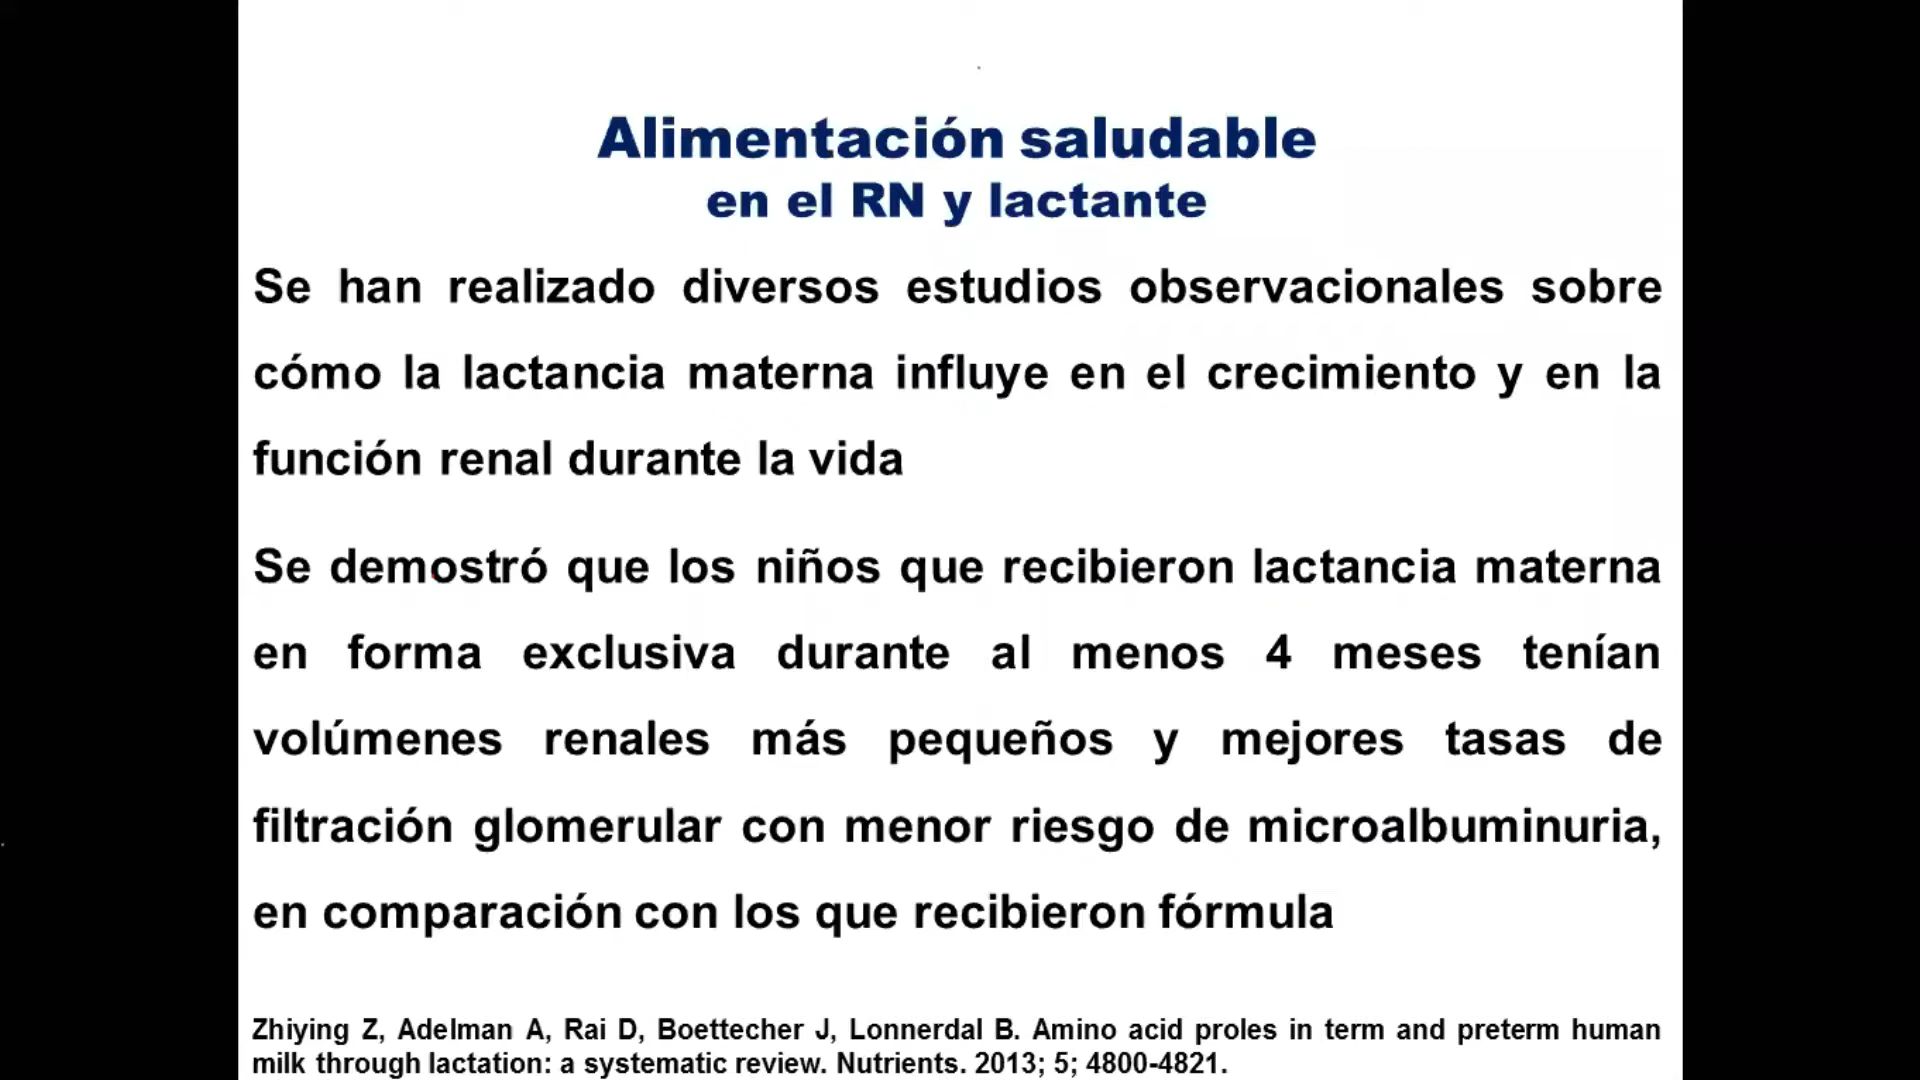 Alimentación saludable
en el RN y lactante
Se han realizado diversos estudios observacionales sobre
cómo la lactancia materna influye en el crecimiento y en la
función renal durante la vida
Se demostró que los niños que recibieron lactancia materna
en forma exclusiva durante al menos 4 meses tenían
volúmenes renales más pequeños y mejores tasas de
filtración glomerular con menor riesgo de microalbuminuria,
en comparación con los que recibieron fórmula
Zhiying Z, Adelman A, Rai D, Boettecher J, Lonnerdal B. Amino acid proles in term and preterm human
milk through lactation: a systematic review. Nutrients. 2013; 5; 4800-4821.